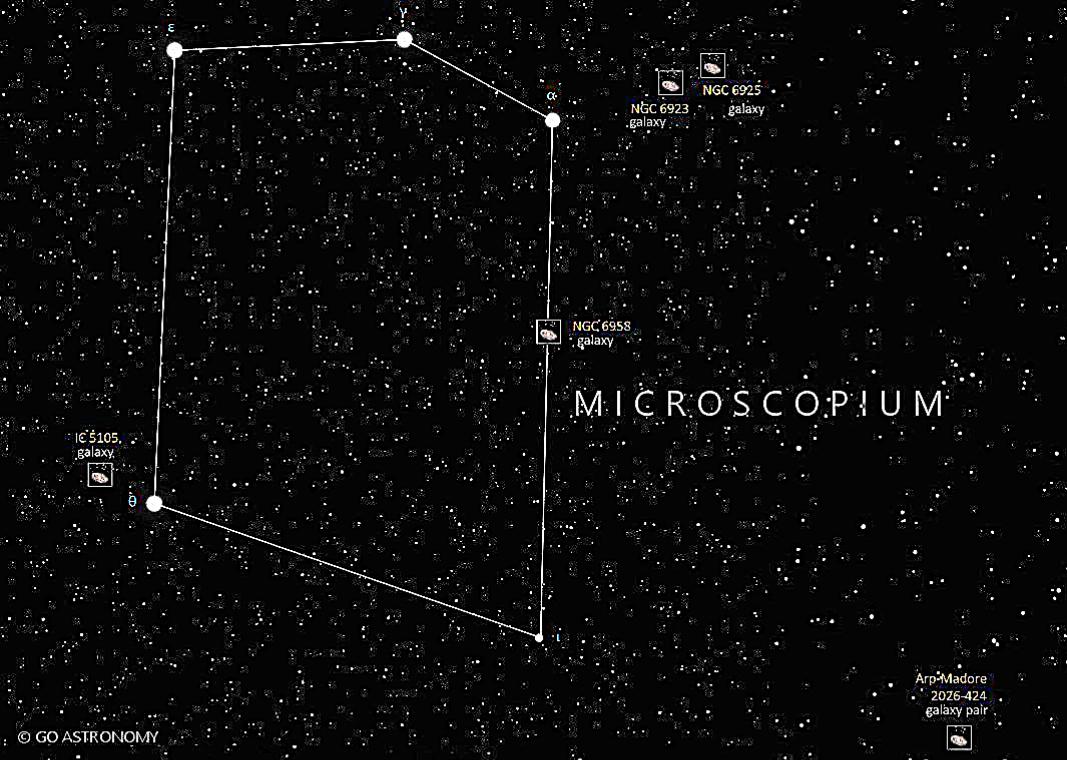 γ
ε
NGC 6925
galaxy
α
NGC 6923
galaxy
NGC 6958
galaxy
MICROSCOPIUM
IC 5105
galaxy
θ
ι
Arp-Madore
2026-424
galaxy pair
© GO ASTRONOMY